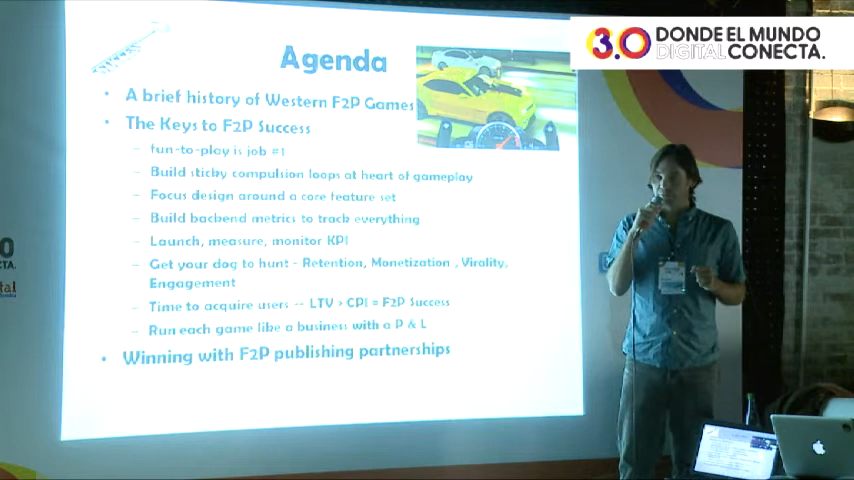 3.0 DONDE EL MUNDO
DIGITAL CONECTA.
SUCCESS
Agenda
• A brief history of Western F2P Games
• The Keys to F2P Success
– fun-to-play is job #1
– Build sticky compulsion loops at heart of gameplay
– Focus design around a core feature set
– Build backend metrics to track everything
– Launch, measure, monitor KPI
– Get your dog to hunt - Retention, Monetization , Virality,
Engagement
– Time to acquire users -- LTV > CPI = F2P Success
– Run each game like a business with a P & L
• Winning with F2P publishing partnerships